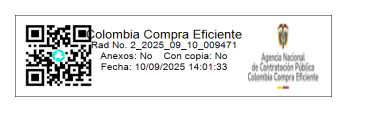 Colombia Compra Eficiente
Rad No. 2_2025_09_10_009471
Anexos: No Con copia: No
Fecha: 10/09/2025 14:01:33
Agencia Nacional
de Contratación Pública
Colombia Compra Eficiente